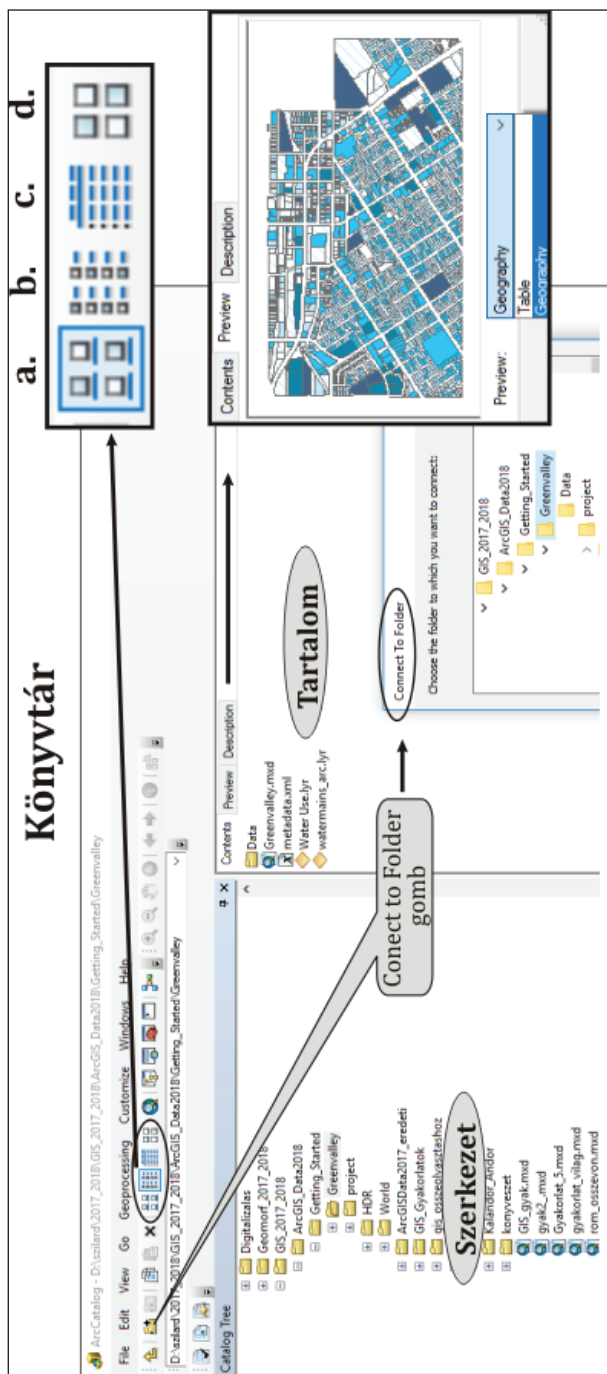 Könyvtár
a. b. c. d.
ArcCatalog - D:\szilard\2017_2018\GIS_2017_2018\ArcGIS_Data2018\Getting_Started\Greenvalley
File Edit View Go Geoprocessing Customize Windows Help
D:\szilard\2017_2018\GIS_2017_2018\ArcGIS_Data2018\Getting_Started\Greenvalley
Catalog Tree
Digitalizalas
Geomorf_2017_2018
GIS_2017_2018
ArcGIS_Data2018
Getting_Started
Greenvalley
project
HDR
World
ArcGISData2017_eredeti
GIS_Gyakorlatok
gis_osszeolvasztashoz
Szerkezet
Kalandor_Andor
konyveszet
GIS_gyak.mxd
gyak2_.mxd
Gyakorlat_5.mxd
gyakorlat_vilag.mxd
rom_osszevon.mxd
Conect to Folder
gomb
Contents Preview Description
Data
Greenvalley.mxd
metadata.xml
Water Use.lyr
watermains_arc.lyr
Tartalom
Connect To Folder
Choose the folder to which you want to connect:
GIS_2017_2018
ArcGIS_Data2018
Getting_Started
Greenvalley
Data
project
Contents Preview Description
Preview: Geography
Table
Geography